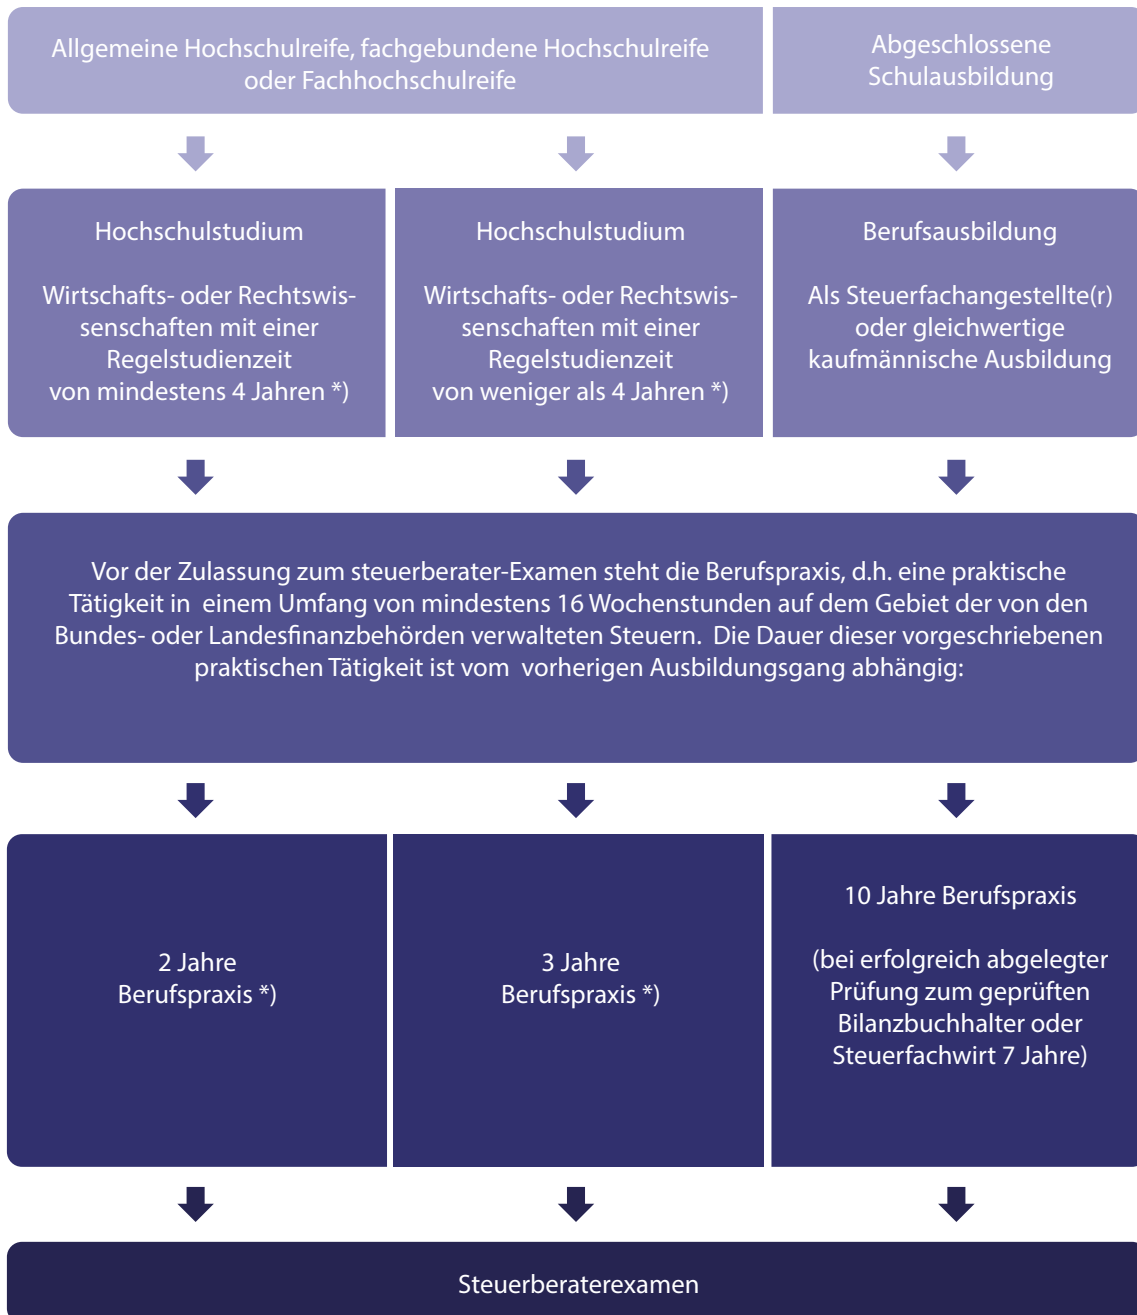 Allgemeine Hochschulreife, fachgebundene Hochschulreife
oder Fachhochschulreife
Abgeschlossene
Schulausbildung
Hochschulstudium
Wirtschafts- oder Rechtswis-
senschaften mit einer
Regelstudienzeit
von mindestens 4 Jahren *)
Hochschulstudium
Wirtschafts- oder Rechtswis-
senschaften mit einer
Regelstudienzeit
von weniger als 4 Jahren *)
Berufsausbildung
Als Steuerfachangestellte(r)
oder gleichwertige
kaufmännische Ausbildung
Vor der Zulassung zum steuerberater-Examen steht die Berufspraxis, d.h. eine praktische
Tätigkeit in einem Umfang von mindestens 16 Wochenstunden auf dem Gebiet der von den
Bundes- oder Landesfinanzbehörden verwalteten Steuern. Die Dauer dieser vorgeschriebenen
praktischen Tätigkeit ist vom vorherigen Ausbildungsgang abhängig:
2 Jahre
Berufspraxis *)
3 Jahre
Berufspraxis *)
10 Jahre Berufspraxis
(bei erfolgreich abgelegter
Prüfung zum geprüften
Bilanzbuchhalter oder
Steuerfachwirt 7 Jahre)
Steuerberaterexamen